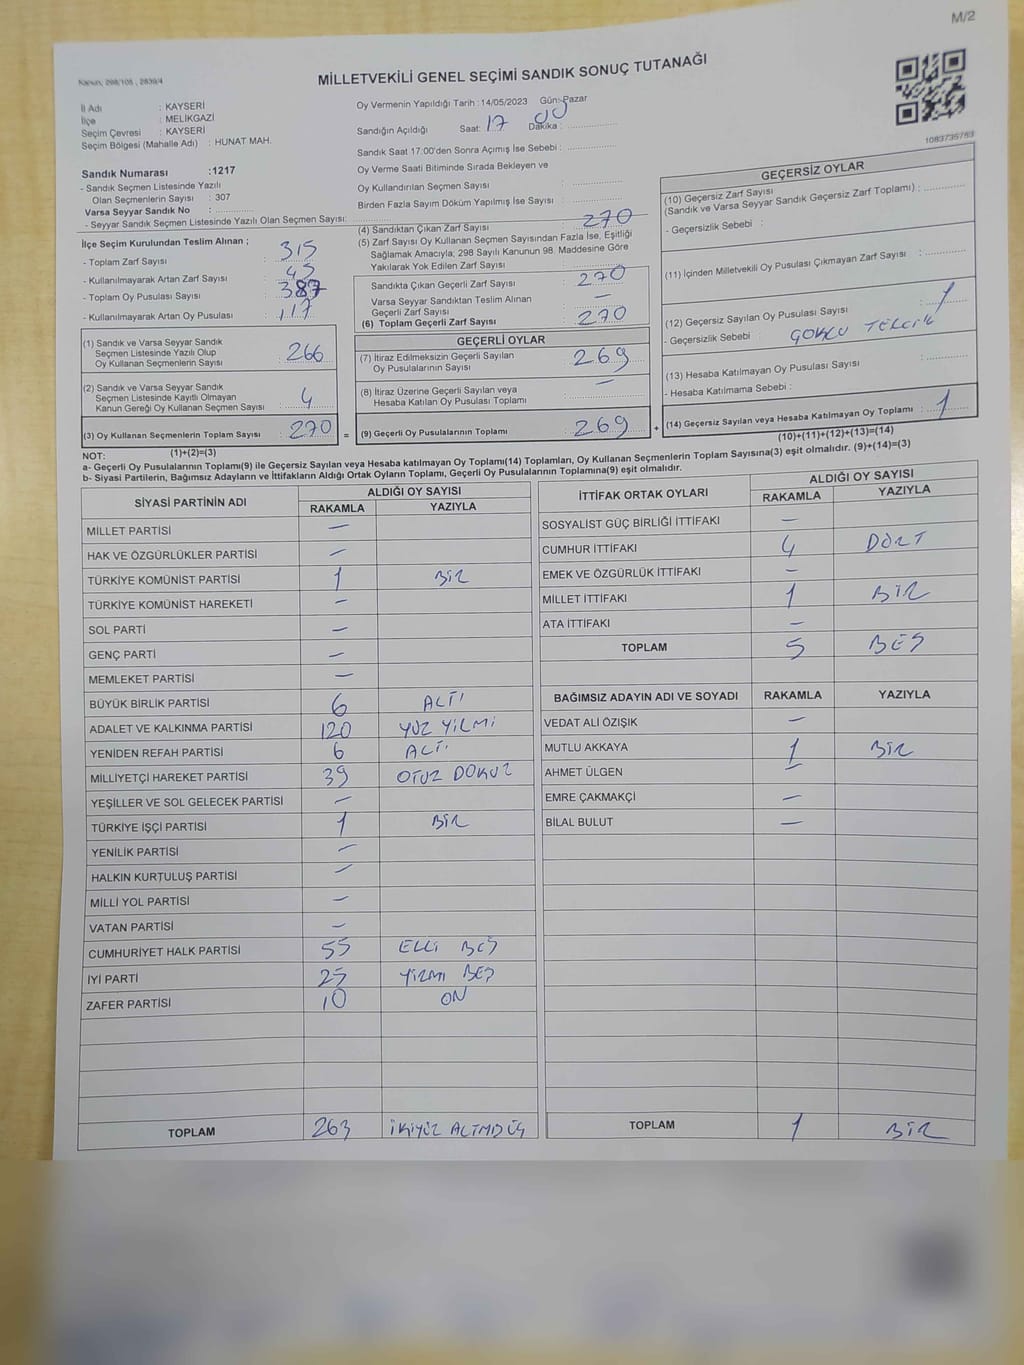 M/2
Kanun, 298/105 , 2839/4
MİLLETVEKİLİ GENEL SEÇİMİ SANDIK SONUÇ TUTANAĞI
1083735763
İl Adı : KAYSERİ
İlçe : MELİKGAZİ
Seçim Çevresi : KAYSERİ
Seçim Bölgesi (Mahalle Adı) : HUNAT MAH.
Sandık Numarası :1217
- Sandık Seçmen Listesinde Yazılı
Olan Seçmenlerin Sayısı : 307
Varsa Seyyar Sandık No :
- Seyyar Sandık Seçmen Listesinde Yazılı Olan Seçmen Sayısı:
Oy Vermenin Yapıldığı Tarih :14/05/2023 Gün: Pazar
Sandığın Açıldığı Saat: 17 Dakika : 00
Sandık Saat 17:00'den Sonra Açılmış İse Sebebi :
Oy Verme Saati Bitiminde Sırada Bekleyen ve
Oy Kullandırılan Seçmen Sayısı :
Birden Fazla Sayım Döküm Yapılmış İse Sayısı :
İlçe Seçim Kurulundan Teslim Alınan ;
- Toplam Zarf Sayısı : 315
- Kullanılmayarak Artan Zarf Sayısı : 45
- Toplam Oy Pusulası Sayısı : 387
- Kullanılmayarak Artan Oy Pusulası : 117
(1) Sandık ve Varsa Seyyar Sandık
Seçmen Listesinde Yazılı Olup
Oy Kullanan Seçmenlerin Sayısı : 266
(2) Sandık ve Varsa Seyyar Sandık
Seçmen Listesinde Kayıtlı Olmayan
Kanun Gereği Oy Kullanan Seçmen Sayısı : 4
(3) Oy Kullanan Seçmenlerin Toplam Sayısı : 270 =
(1)+(2)=(3)
(4) Sandıktan Çıkan Zarf Sayısı : 270
(5) Zarf Sayısı Oy Kullanan Seçmen Sayısından Fazla İse, Eşitliği
Sağlamak Amacıyla; 298 Sayılı Kanunun 98. Maddesine Göre
Yakılarak Yok Edilen Zarf Sayısı :
Sandıkta Çıkan Geçerli Zarf Sayısı : 270
Varsa Seyyar Sandıktan Teslim Alınan
Geçerli Zarf Sayısı : —
(6) Toplam Geçerli Zarf Sayısı : 270
GEÇERLİ OYLAR
(7) İtiraz Edilmeksizin Geçerli Sayılan
Oy Pusulalarının Sayısı : 269
(8) İtiraz Üzerine Geçerli Sayılan veya
Hesaba Katılan Oy Pusulası Toplamı : —
(9) Geçerli Oy Pusulalarının Toplamı : 269 +
GEÇERSİZ OYLAR
(10) Geçersiz Zarf Sayısı
(Sandık ve Varsa Seyyar Sandık Geçersiz Zarf Toplamı) :
- Geçersizlik Sebebi :
(11) İçinden Milletvekili Oy Pusulası Çıkmayan Zarf Sayısı :
(12) Geçersiz Sayılan Oy Pusulası Sayısı : 1
- Geçersizlik Sebebi :
(13) Hesaba Katılmayan Oy Pusulası Sayısı :
- Hesaba Katılmama Sebebi :
(14) Geçersiz Sayılan veya Hesaba Katılmayan Oy Toplamı : 1
(10)+(11)+(12)+(13)=(14)
NOT:
a- Geçerli Oy Pusulalarının Toplamı(9) ile Geçersiz Sayılan veya Hesaba katılmayan Oy Toplamı(14) Toplamları, Oy Kullanan Seçmenlerin Toplam Sayısına(3) eşit olmalıdır. (9)+(14)=(3)
b- Siyasi Partilerin, Bağımsız Adayların ve İttifakların Aldığı Ortak Oyların Toplamı, Geçerli Oy Pusulalarının Toplamına(9) eşit olmalıdır.
SİYASİ PARTİNİN ADI ALDIĞI OY SAYISI
RAKAMLA YAZIYLA
MİLLET PARTİSİ —
HAK VE ÖZGÜRLÜKLER PARTİSİ —
TÜRKİYE KOMÜNİST PARTİSİ 1 BİR
TÜRKİYE KOMÜNİST HAREKETİ —
SOL PARTİ —
GENÇ PARTİ —
MEMLEKET PARTİSİ —
BÜYÜK BİRLİK PARTİSİ 6 ALTI
ADALET VE KALKINMA PARTİSİ 120 YÜZ YİRMİ
YENİDEN REFAH PARTİSİ 6 ALTI
MİLLİYETÇİ HAREKET PARTİSİ 39 OTUZ DOKUZ
YEŞİLLER VE SOL GELECEK PARTİSİ —
TÜRKİYE İŞÇİ PARTİSİ 1 BİR
YENİLİK PARTİSİ —
HALKIN KURTULUŞ PARTİSİ —
MİLLİ YOL PARTİSİ —
VATAN PARTİSİ —
CUMHURİYET HALK PARTİSİ 55 ELLİ BEŞ
İYİ PARTİ 25 YİRMİ BEŞ
ZAFER PARTİSİ 10 ON
TOPLAM 263 İKİYÜZ ALTMIŞ ÜÇ
İTTİFAK ORTAK OYLARI ALDIĞI OY SAYISI
RAKAMLA YAZIYLA
SOSYALİST GÜÇ BİRLİĞİ İTTİFAKI —
CUMHUR İTTİFAKI 4 DÖRT
EMEK VE ÖZGÜRLÜK İTTİFAKI —
MİLLET İTTİFAKI 1 BİR
ATA İTTİFAKI —
TOPLAM 5 BEŞ
BAĞIMSIZ ADAYIN ADI VE SOYADI RAKAMLA YAZIYLA
VEDAT ALİ ÖZIŞIK —
MUTLU AKKAYA 1 BİR
AHMET ÜLGEN —
EMRE ÇAKMAKÇİ —
BİLAL BULUT —
TOPLAM 1 BİR